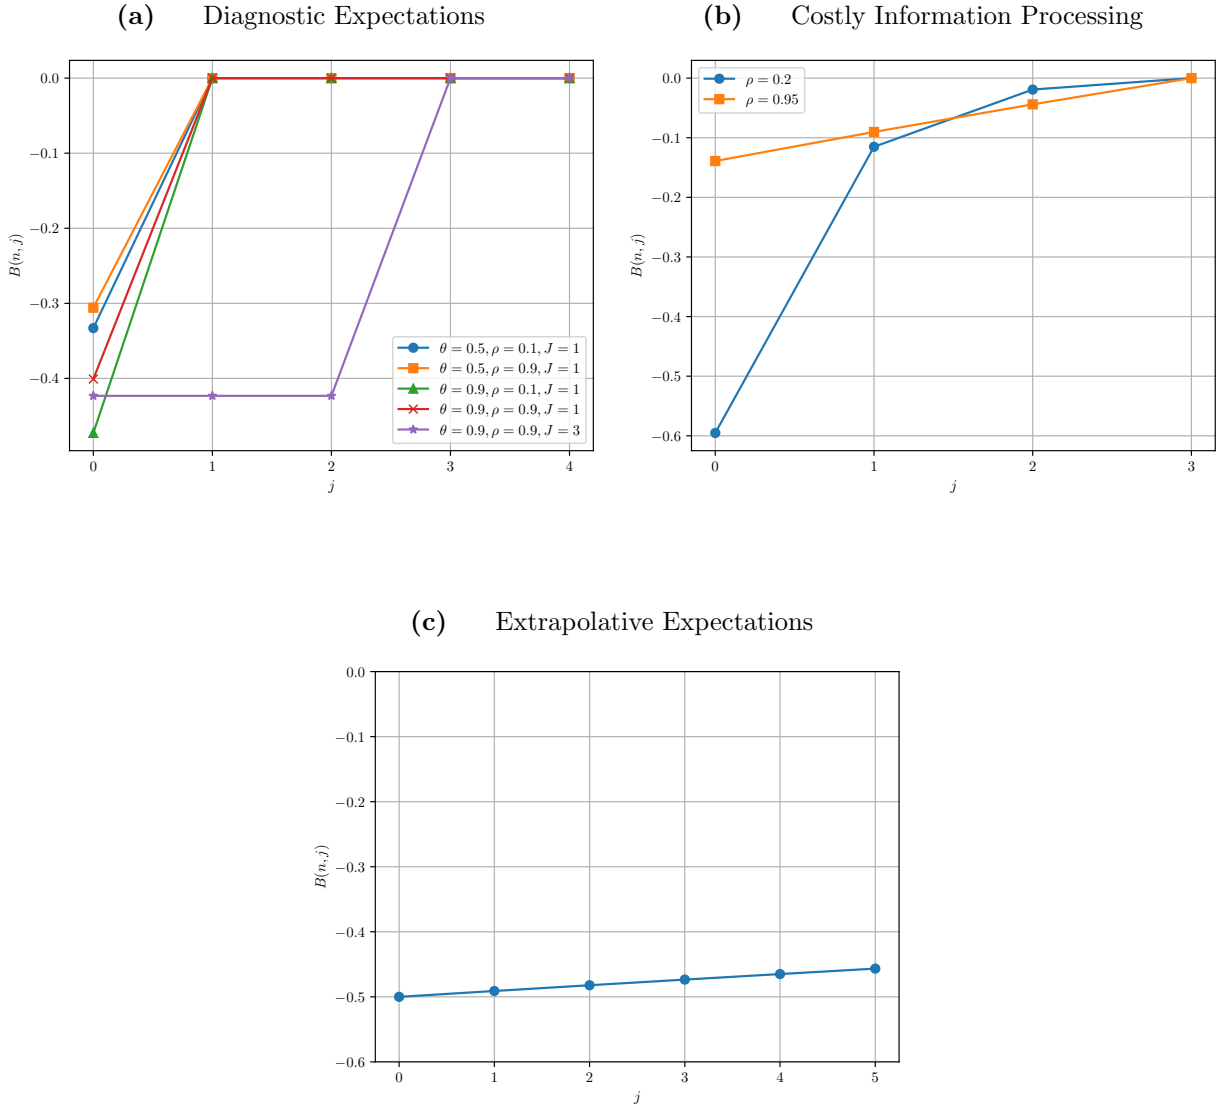 (a) Diagnostic Expectations
0.0
−0.1
−0.2
−0.3
−0.4
B(n, j)
0 1 2 3 4
j
θ = 0.5, ρ = 0.1, J = 1
θ = 0.5, ρ = 0.9, J = 1
θ = 0.9, ρ = 0.1, J = 1
θ = 0.9, ρ = 0.9, J = 1
θ = 0.9, ρ = 0.9, J = 3
(b) Costly Information Processing
ρ = 0.2
ρ = 0.95
0.0
−0.1
−0.2
−0.3
−0.4
−0.5
−0.6
B(n, j)
0 1 2 3
j
(c) Extrapolative Expectations
0.0
−0.1
−0.2
−0.3
−0.4
−0.5
−0.6
B(n, j)
0 1 2 3 4 5
j